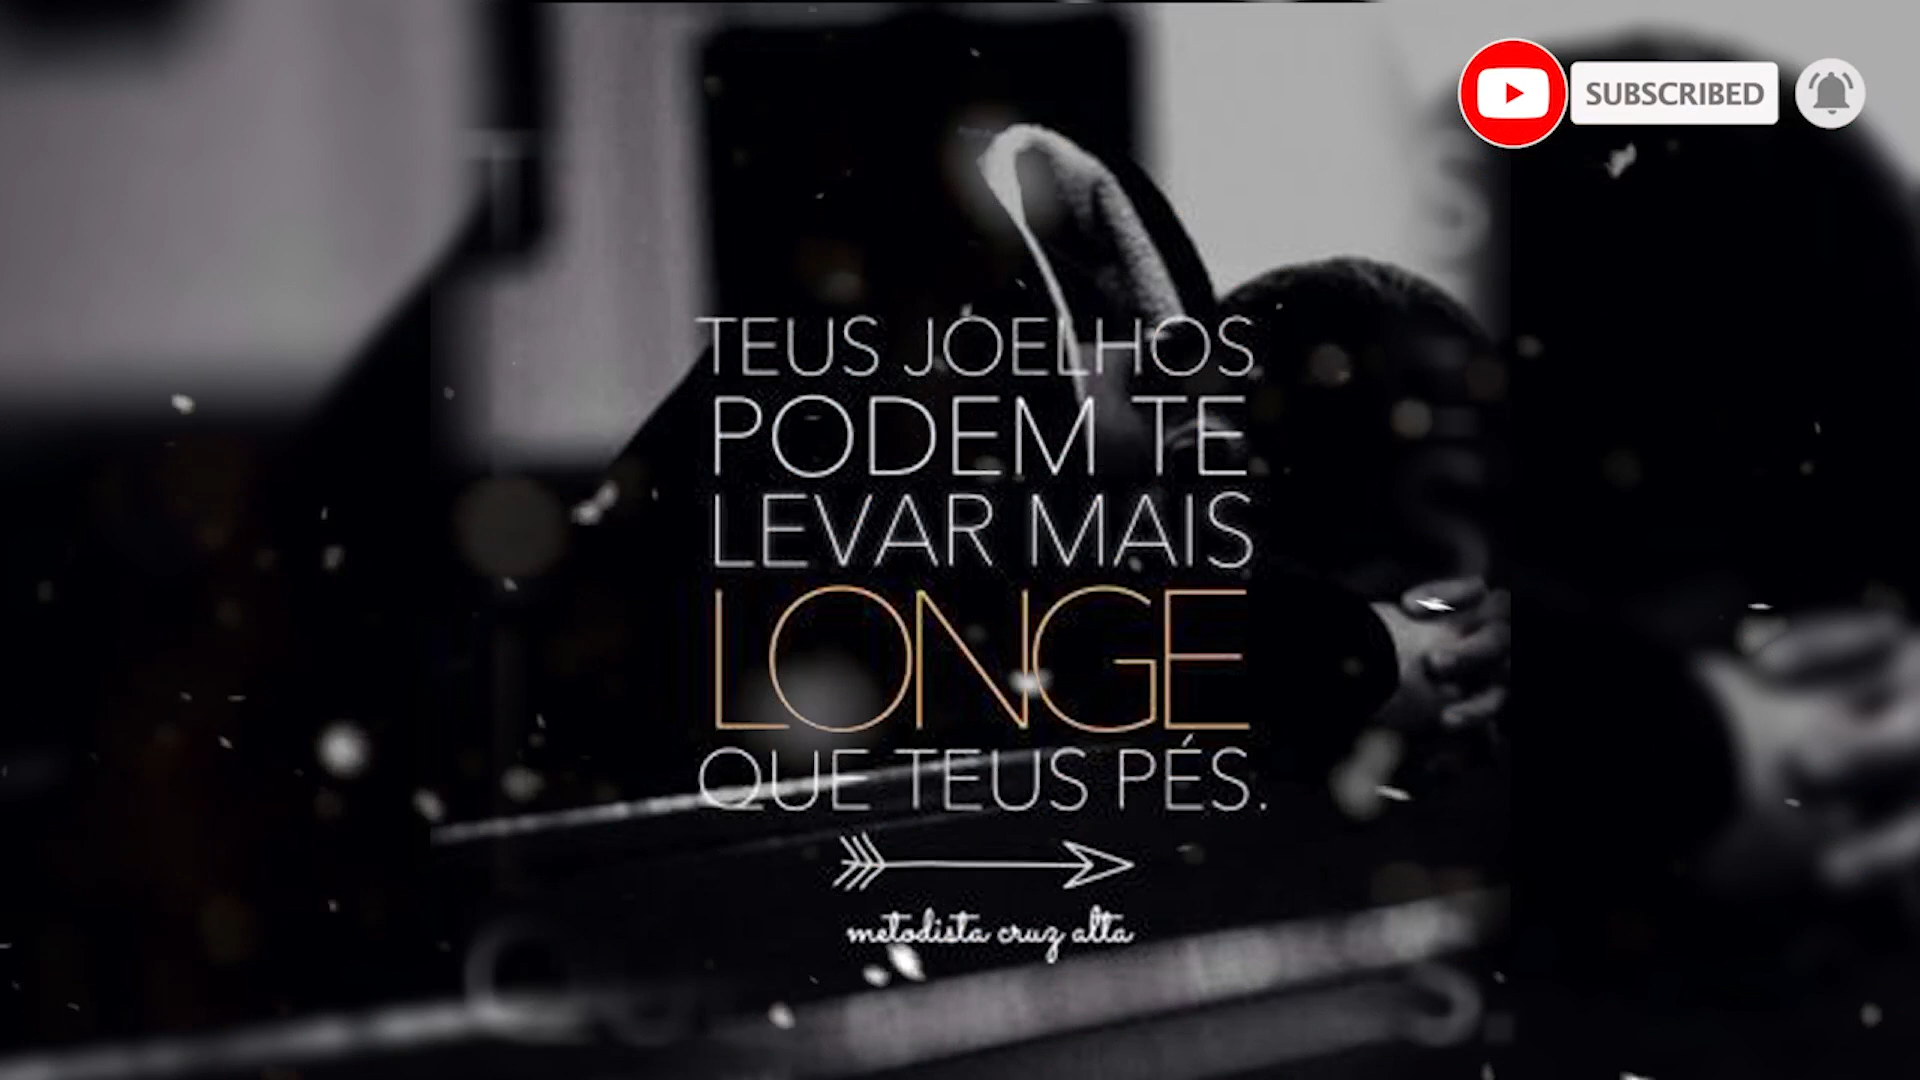 SUBSCRIBED
TEUS JOELHOS
PODEM TE
LEVAR MAIS
LONGE
QUE TEUS PÉS.
metodista cruz alta